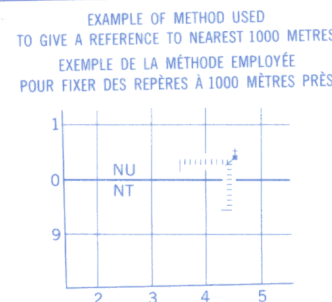 EXAMPLE OF METHOD USED
TO GIVE A REFERENCE TO NEAREST 1000 METRES
EXEMPLE DE LA MÉTHODE EMPLOYÉE
POUR FIXER DES REPÈRES À 1000 MÈTRES PRÈS
1
NU
0
NT
9
2 3 4 5